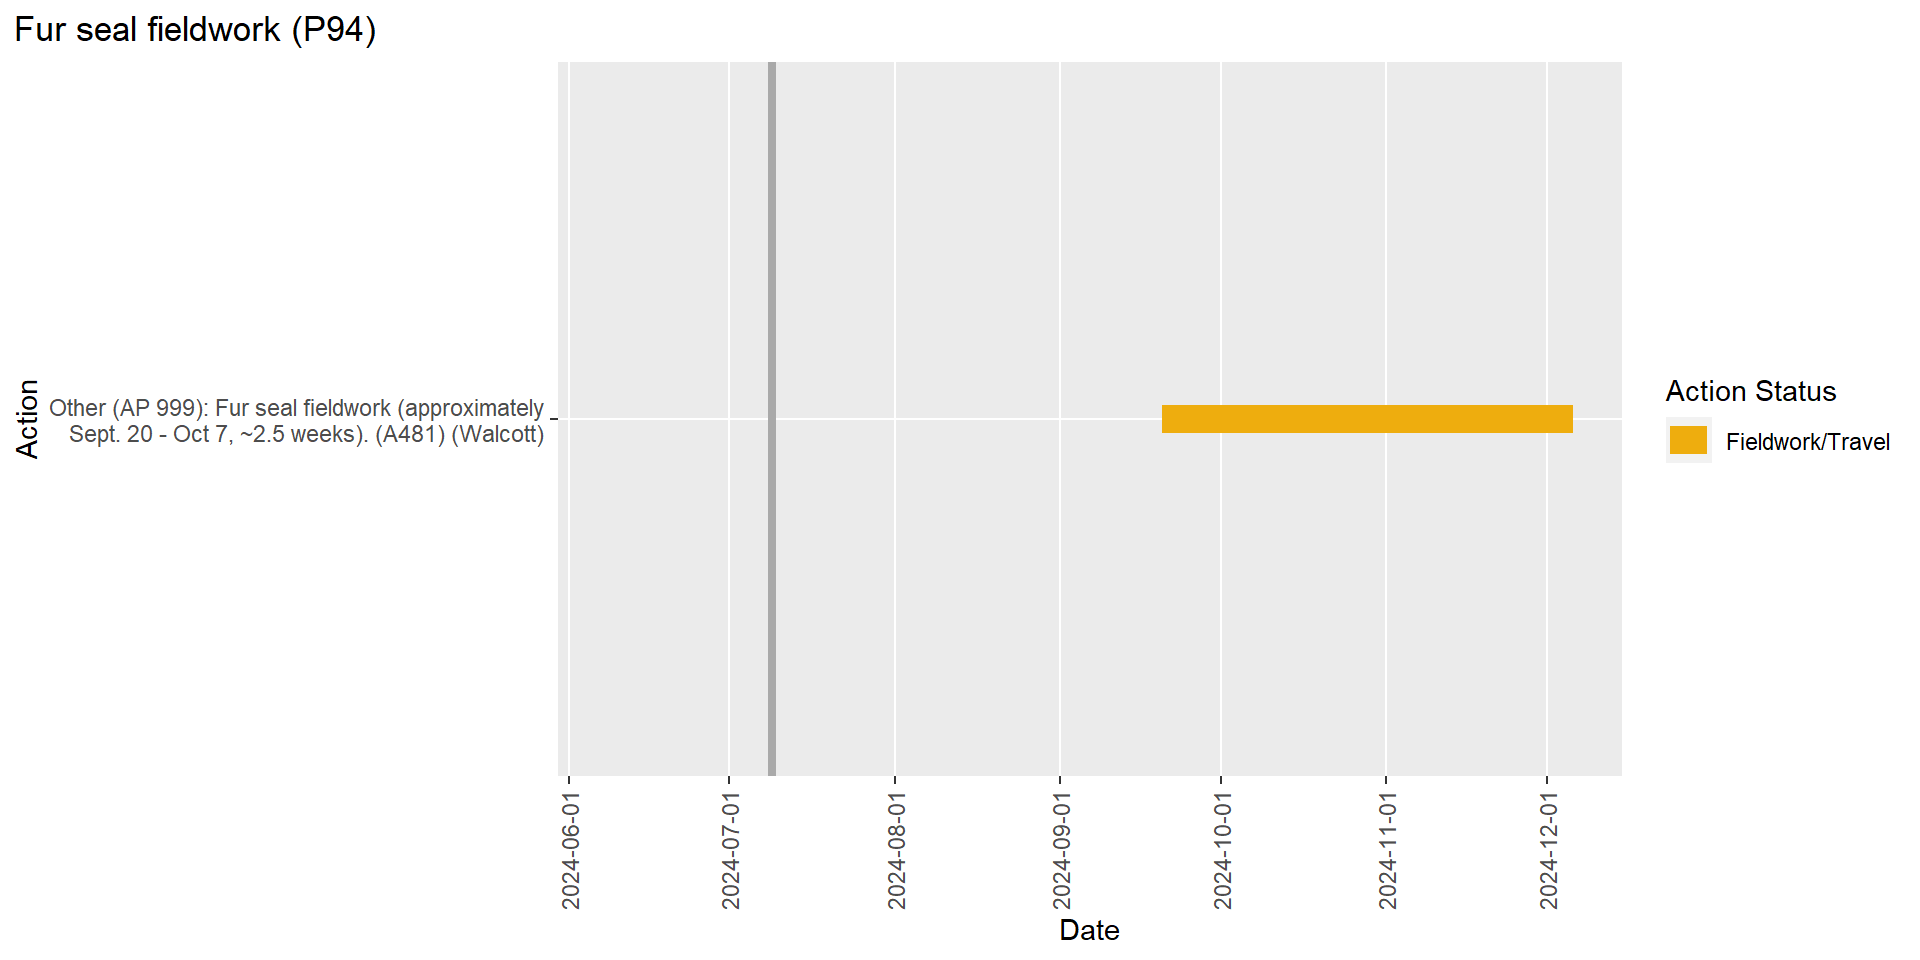 Fur seal fieldwork (P94)
Action
Other (AP 999): Fur seal fieldwork (approximately
Sept. 20 - Oct 7, ~2.5 weeks). (A481) (Walcott)
Action Status
Fieldwork/Travel
2024-06-01
2024-07-01
2024-08-01
2024-09-01
2024-10-01
2024-11-01
2024-12-01
Date